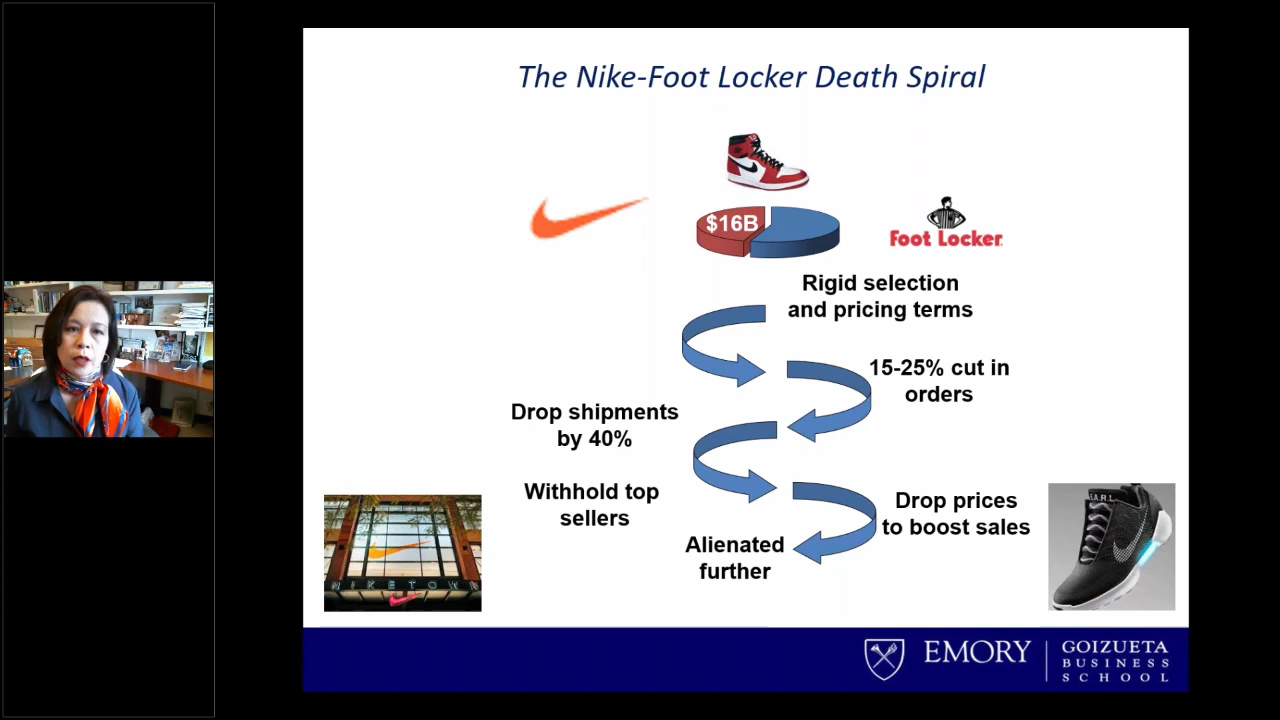 The Nike-Foot Locker Death Spiral
$16B
Foot Locker
Rigid selection
and pricing terms
15-25% cut in
orders
Drop shipments
by 40%
Withhold top
sellers
Drop prices
to boost sales
Alienated
further
NIKETOWN
E.A.R.L.
EMORY
GOIZUETA
BUSINESS
SCHOOL